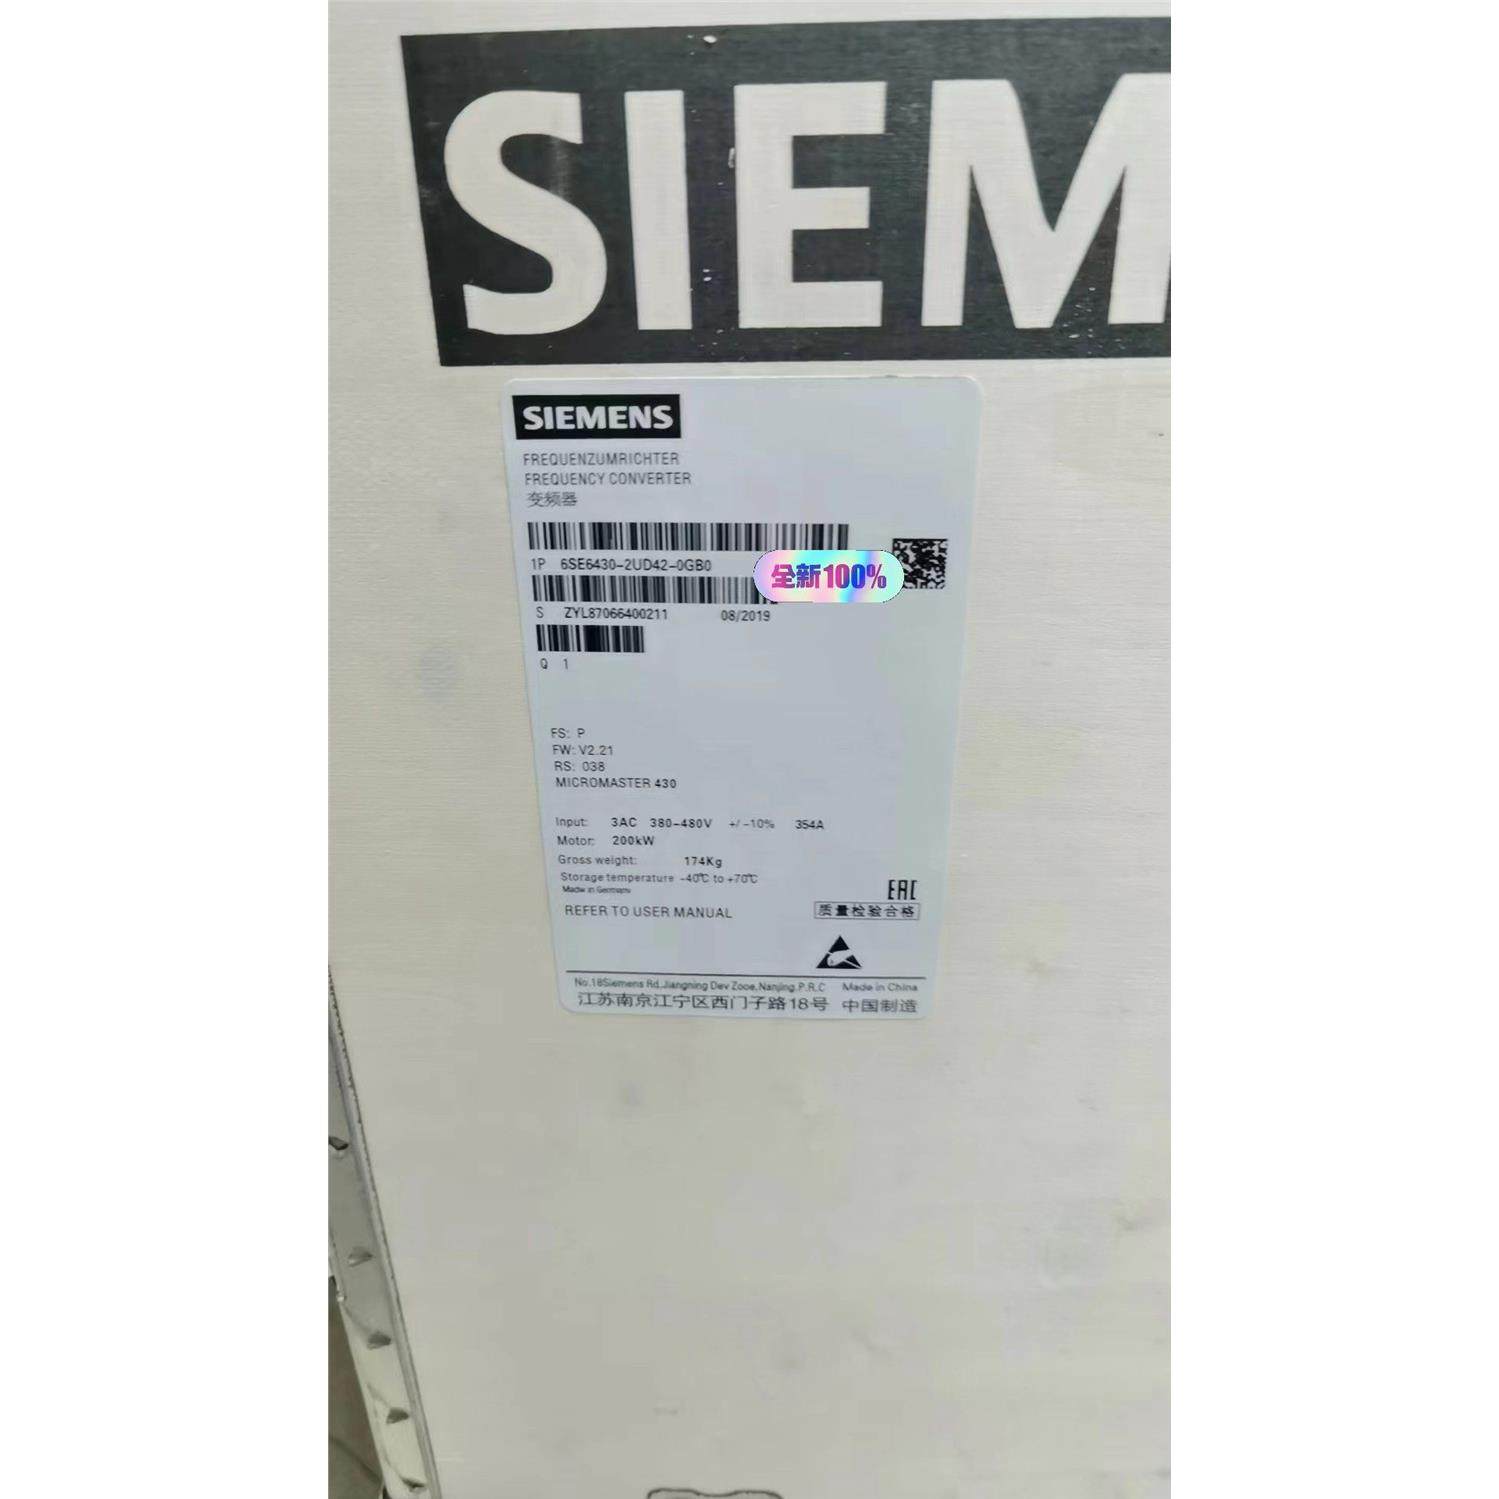 SIEM
SIEMENS
FREQUENZUMRICHTER
FREQUENCY CONVERTER
变频器
1P 6SE6430-2UD42-0GB0
全新100%
S ZYL87066400211 08/2019
Q 1
FS: P
FW: V2.21
RS: 038
MICROMASTER 430
Input: 3AC 380-480V +/-10% 354A
Motor: 200kW
Gross weight: 174Kg
Storage temperature -40℃ to +70℃
Made in Germany
EAC
REFER TO USER MANUAL
质量检验合格
No.18Siemens Rd,Jiangning Dev Zooe,Nanjing.P.R.C Made in China
江苏南京江宁区西门子路18号 中国制造